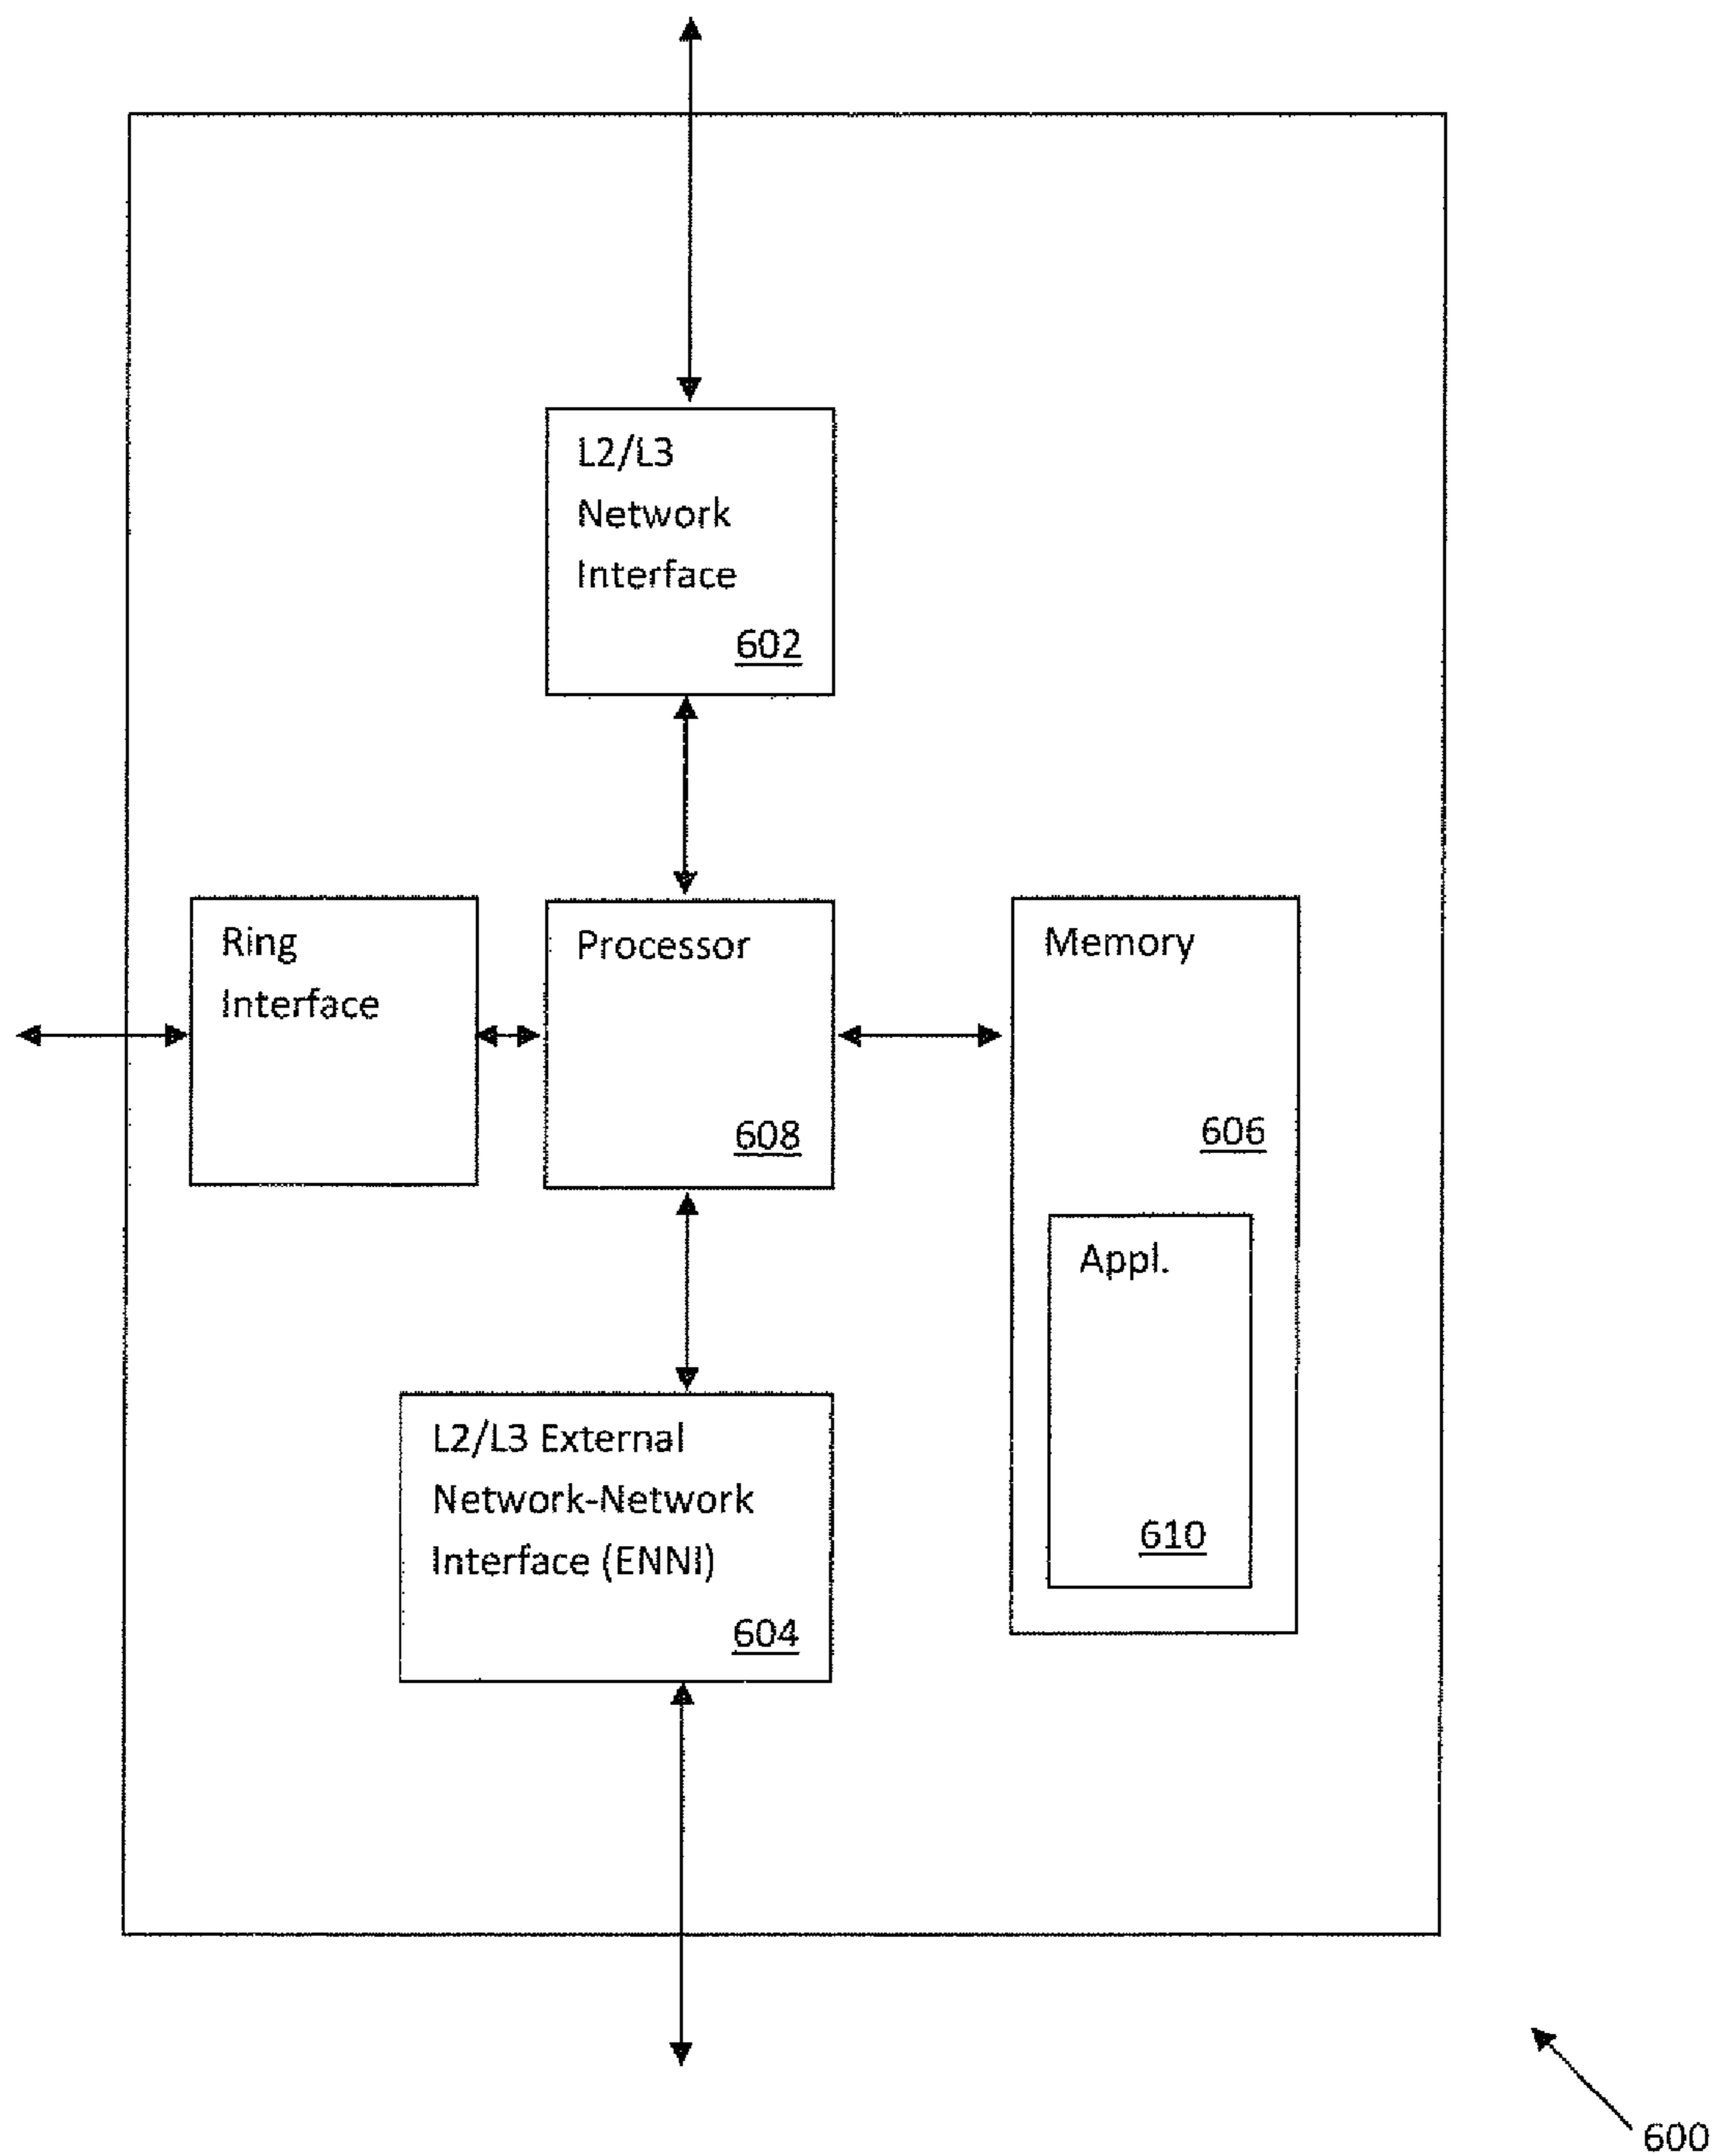 L2/L3
Network
Interface
602
Ring
Interface
Processor
608
Memory
606
Appl.
610
L2/L3 External
Network-Network
Interface (ENNI)
604
600